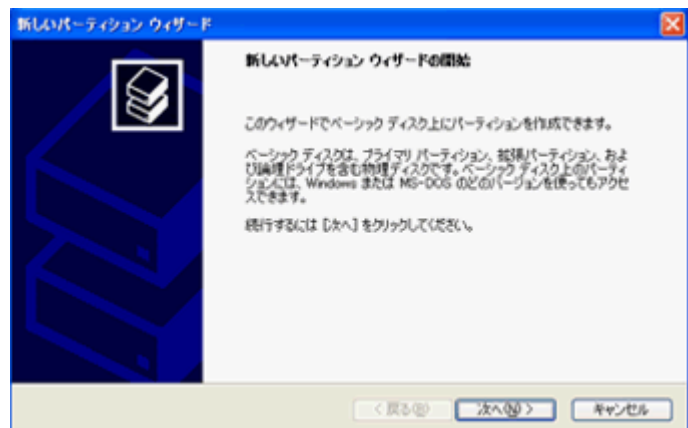 新しいパーティション ウィザード
新しいパーティション ウィザードの開始
このウィザードでベーシック ディスク上にパーティションを作成できます。
ベーシック ディスクは、プライマリ パーティション、拡張パーティション、およ
び論理ドライブを含む物理ディスクです。ベーシック ディスク上のパーティ
ションには、Windows または MS-DOS のどのバージョンを使ってもアクセ
スできます。
続行するには [次へ] をクリックしてください。
< 戻る(B)
次へ(N) >
キャンセル